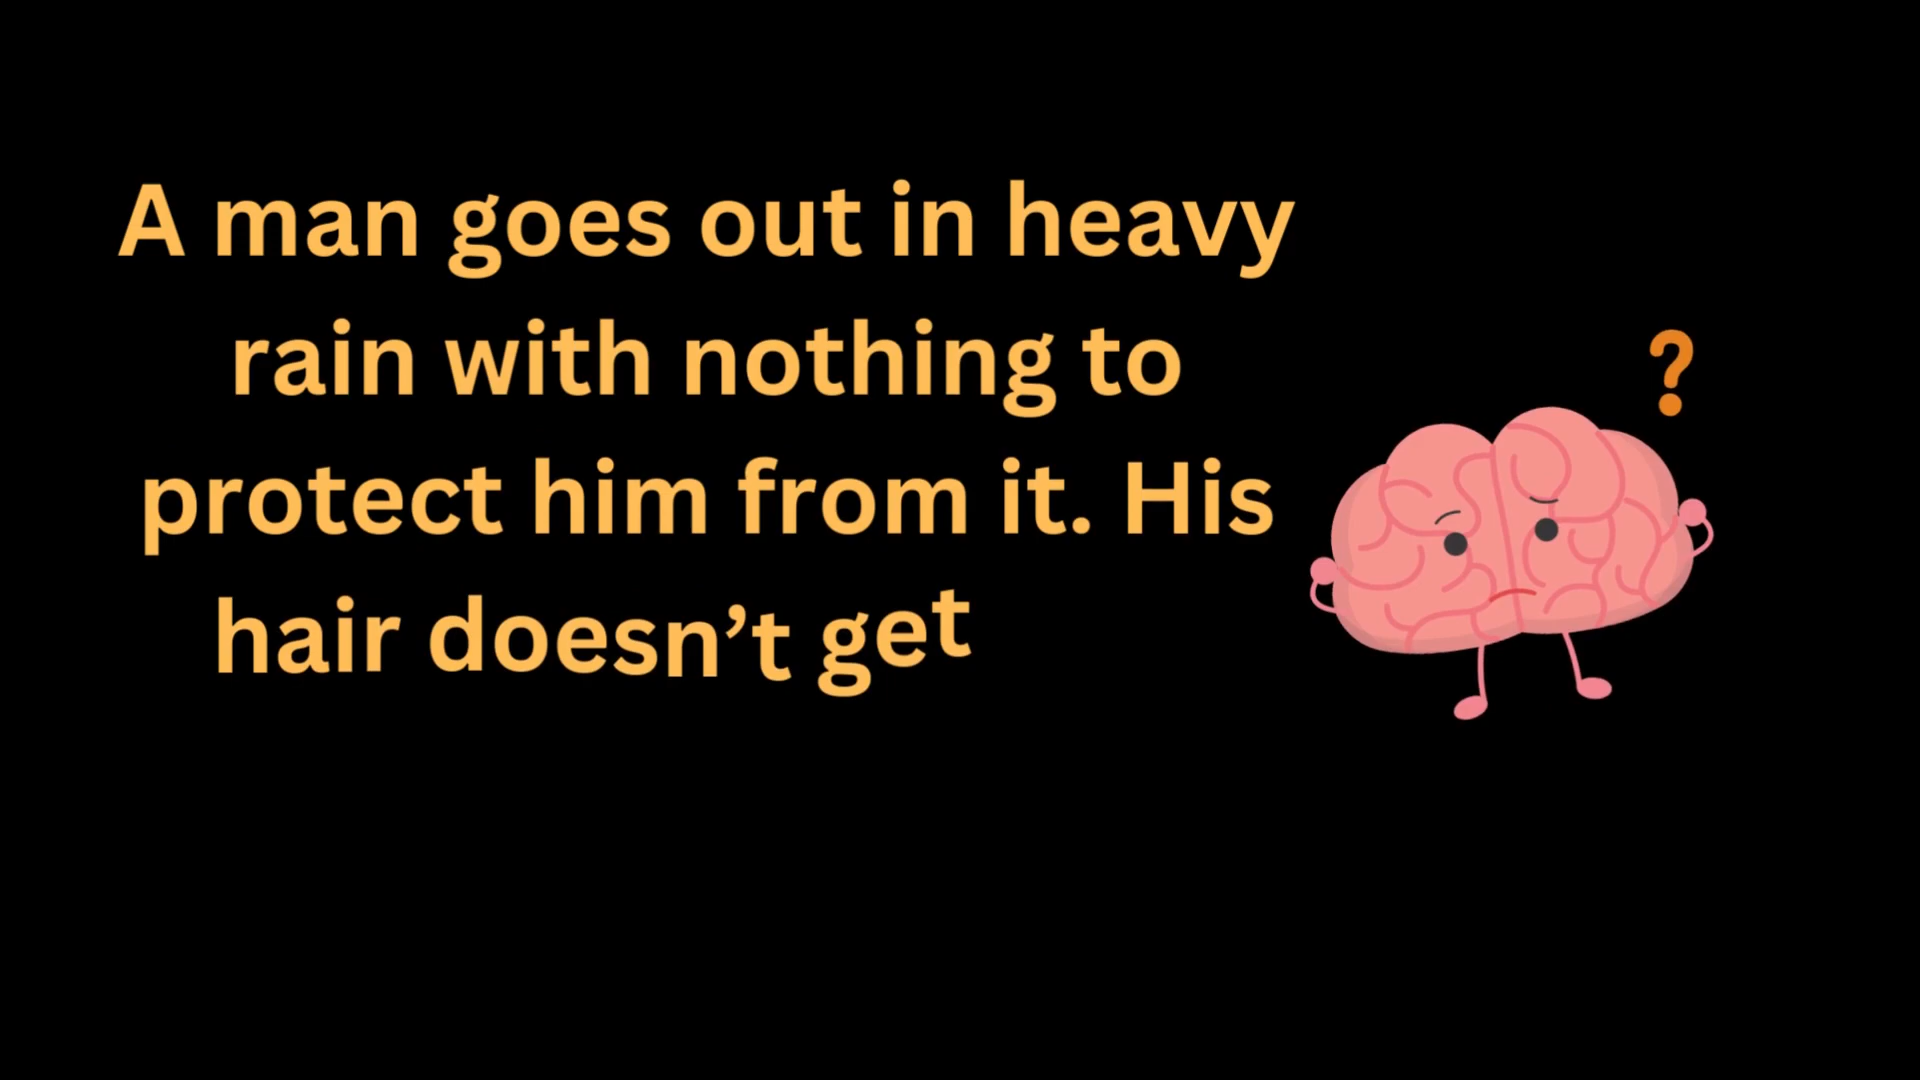 A man goes out in heavy
rain with nothing to
protect him from it. His
hair doesn’t get
?